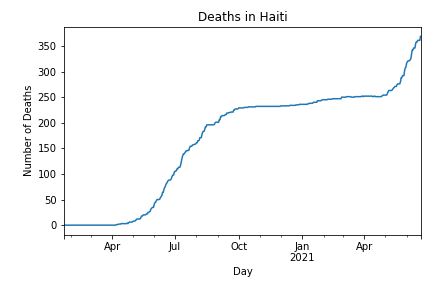 Deaths in Haiti
Number of Deaths
350
300
250
200
150
100
50
0
Apr
Jul
Oct
Jan
2021
Apr
Day